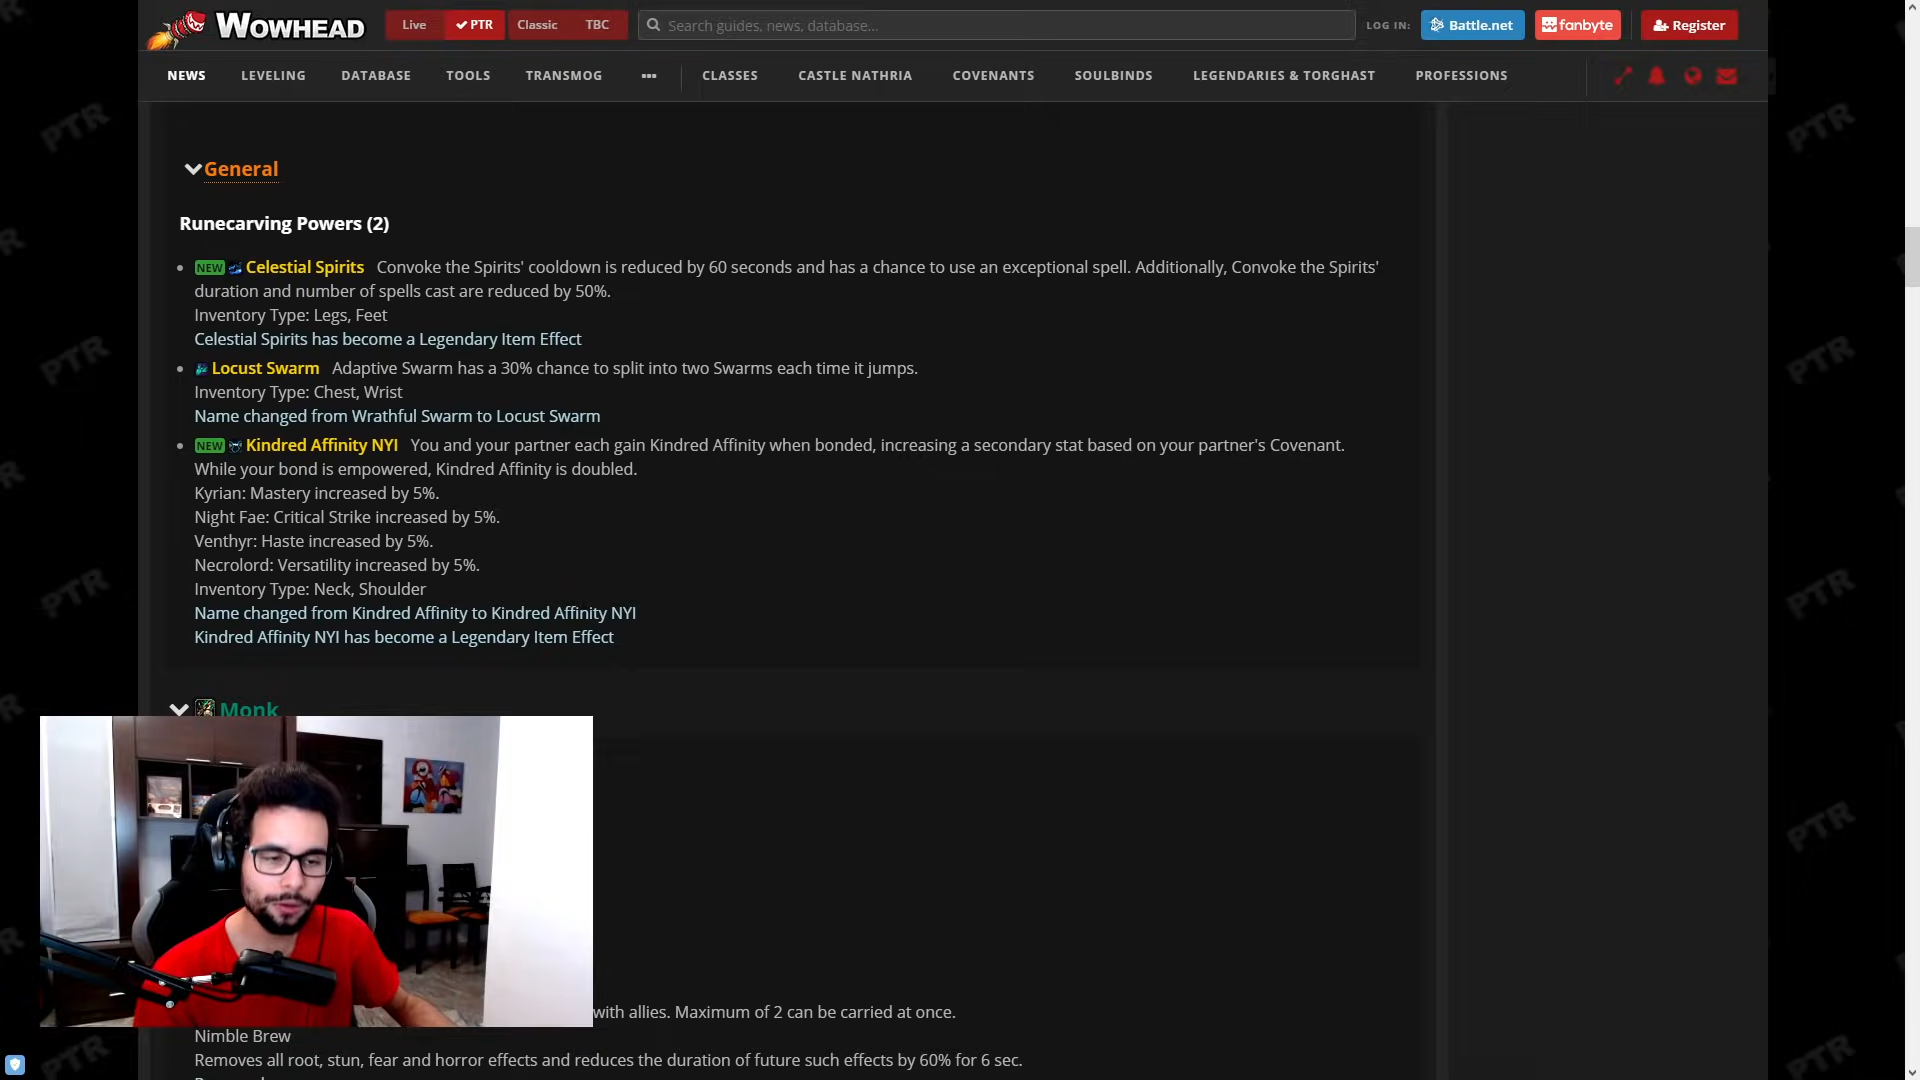 WOWHEAD
Live PTR Classic TBC
Search guides, news, database...
LOG IN: Battle.net fanbyte Register
NEWS LEVELING DATABASE TOOLS TRANSMOG ••• CLASSES CASTLE NATHRIA COVENANTS SOULBINDS LEGENDARIES & TORGHAST PROFESSIONS
General
Runecarving Powers (2)
NEW Celestial Spirits Convoke the Spirits' cooldown is reduced by 60 seconds and has a chance to use an exceptional spell. Additionally, Convoke the Spirits'
duration and number of spells cast are reduced by 50%.
Inventory Type: Legs, Feet
Celestial Spirits has become a Legendary Item Effect
Locust Swarm Adaptive Swarm has a 30% chance to split into two Swarms each time it jumps.
Inventory Type: Chest, Wrist
Name changed from Wrathful Swarm to Locust Swarm
NEW Kindred Affinity NYI You and your partner each gain Kindred Affinity when bonded, increasing a secondary stat based on your partner's Covenant.
While your bond is empowered, Kindred Affinity is doubled.
Kyrian: Mastery increased by 5%.
Night Fae: Critical Strike increased by 5%.
Venthyr: Haste increased by 5%.
Necrolord: Versatility increased by 5%.
Inventory Type: Neck, Shoulder
Name changed from Kindred Affinity to Kindred Affinity NYI
Kindred Affinity NYI has become a Legendary Item Effect
Monk
with allies. Maximum of 2 can be carried at once.
Nimble Brew
Removes all root, stun, fear and horror effects and reduces the duration of future such effects by 60% for 6 sec.
PTR
PTR
PTR
PTR
PTR
PTR
PTR
PTR
PTR
PTR